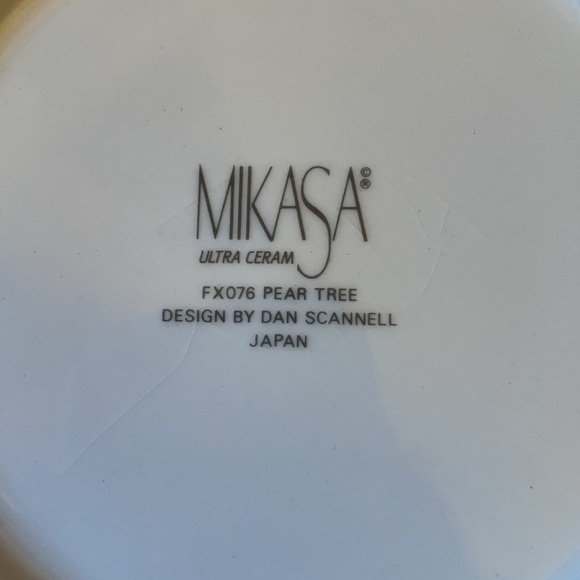 MIKASA ©®
ULTRA CERAM
FX076 PEAR TREE
DESIGN BY DAN SCANNELL
JAPAN